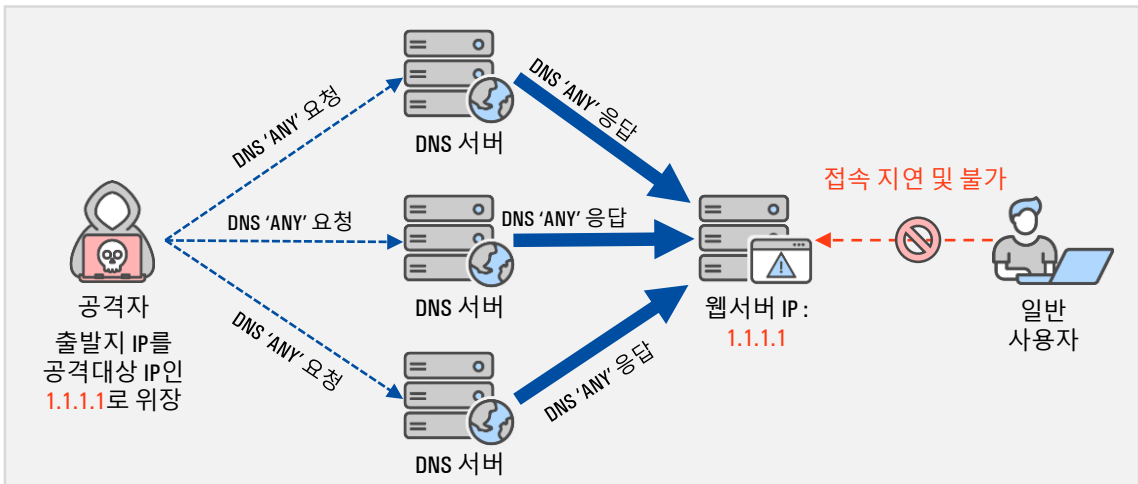 DNS ‘ANY’ 요청
DNS ‘ANY’ 응답
DNS 서버
접속 지연 및 불가
DNS ‘ANY’ 요청
DNS ‘ANY’ 응답
공격자
출발지 IP를
공격대상 IP인
1.1.1.1로 위장
DNS 서버
웹서버 IP :
1.1.1.1
일반
사용자
DNS ‘ANY’ 요청
DNS ‘ANY’ 응답
DNS 서버